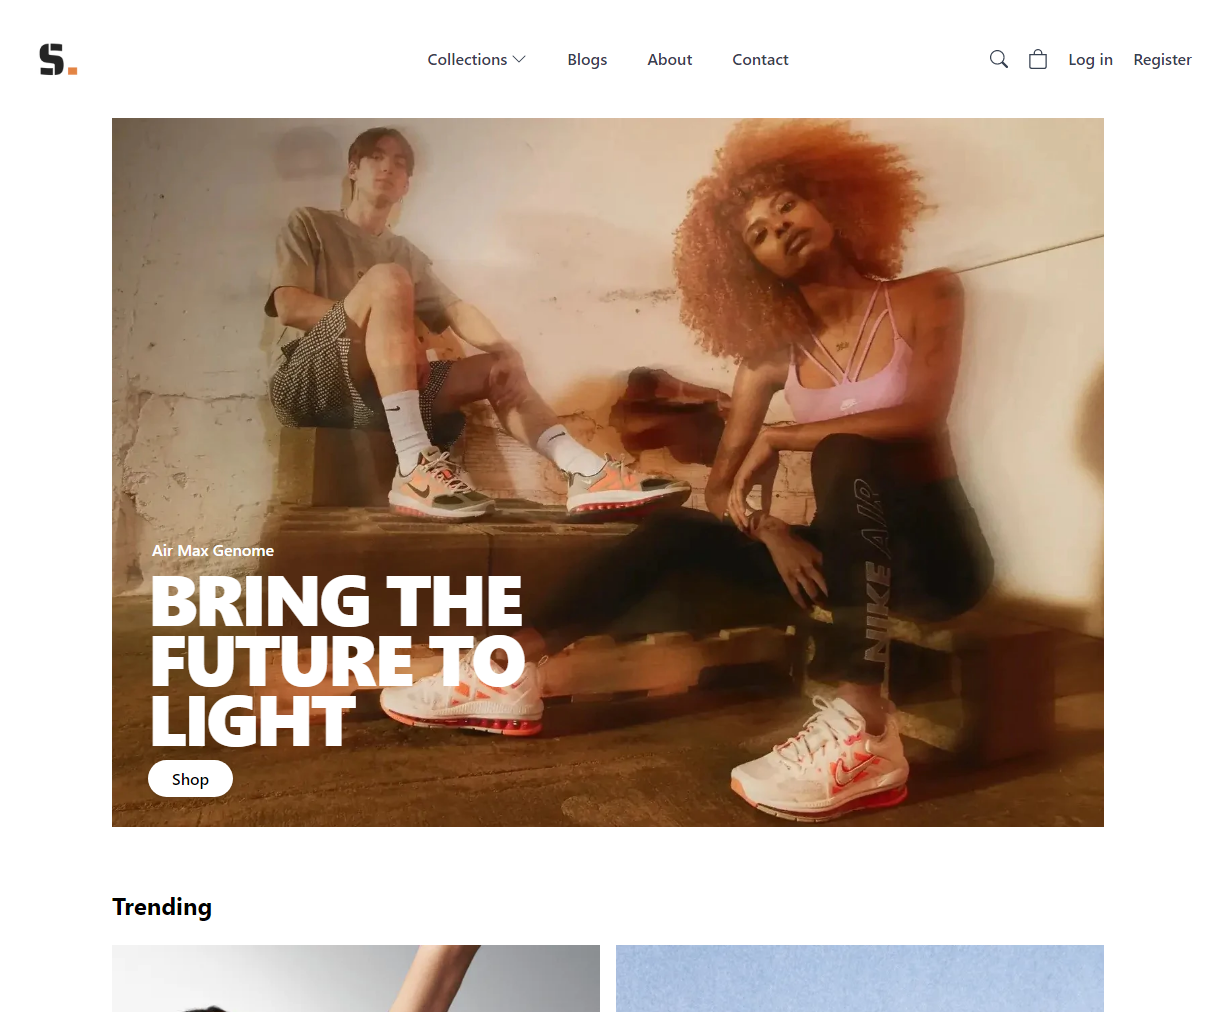 S.
Collections
Blogs
About
Contact
Log in
Register
NIKE AIR
Air Max Genome
BRING THE
FUTURE TO
LIGHT
Shop
Trending